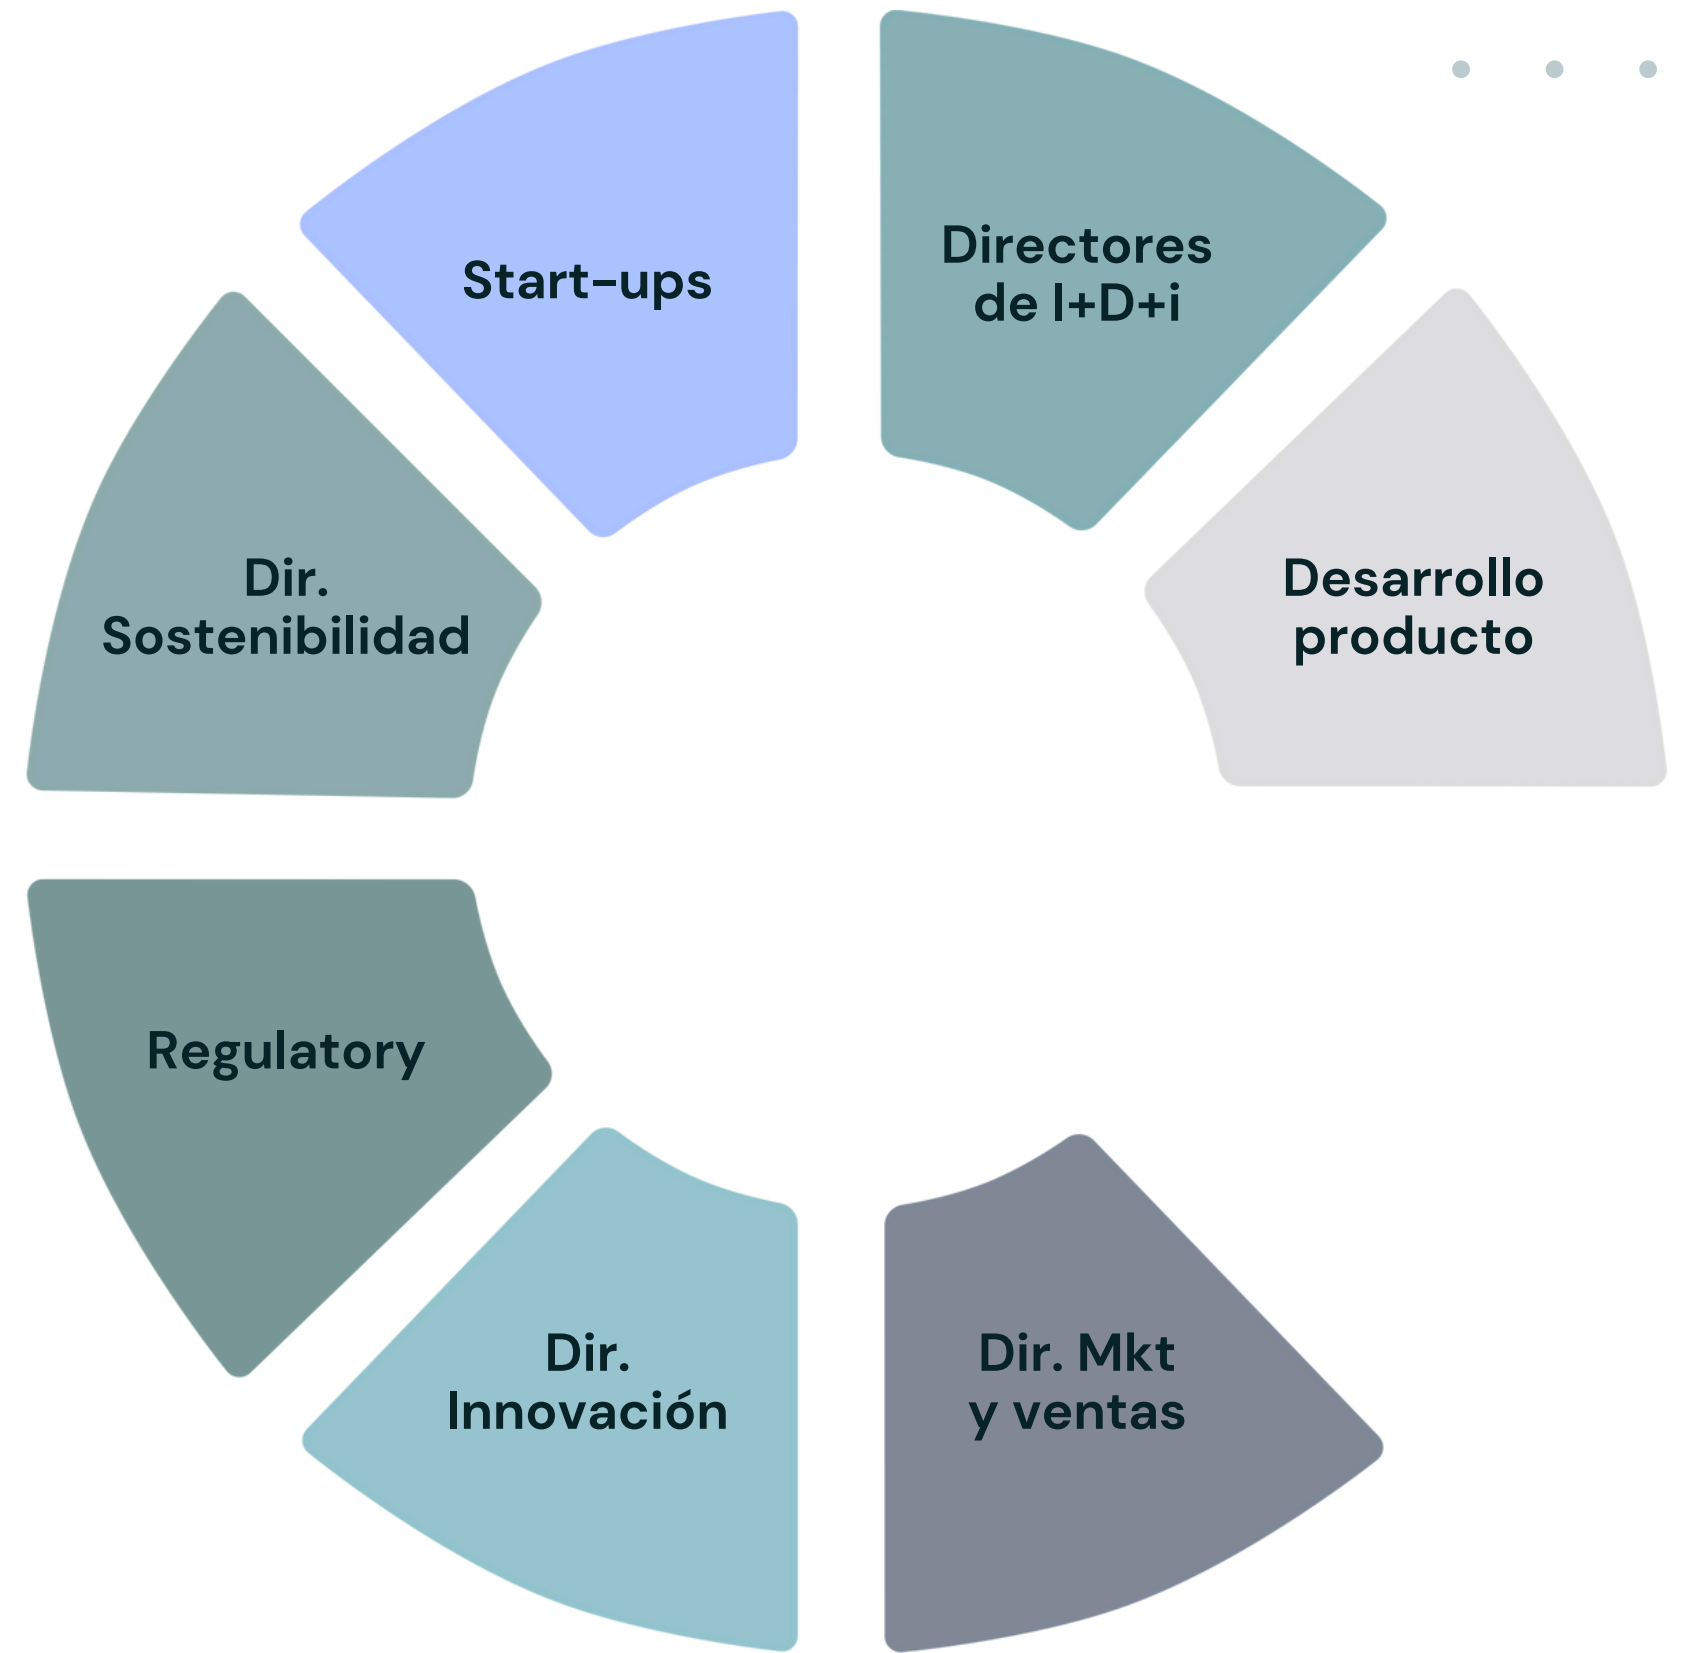 Start-ups
Directores
de I+D+i
Dir.
Sostenibilidad
Desarrollo
producto
Regulatory
Dir.
Innovación
Dir. Mkt
y ventas